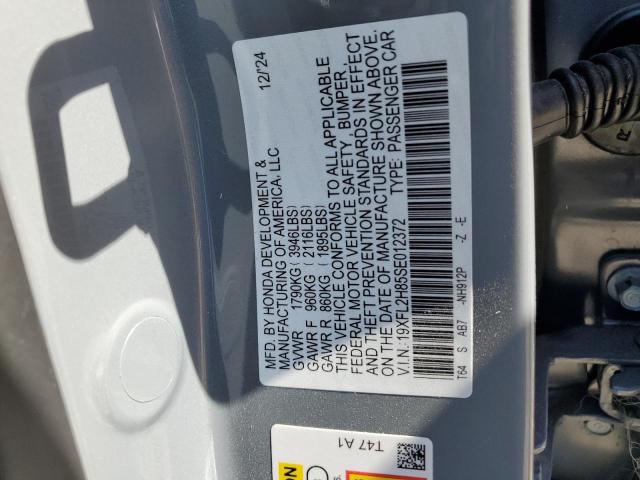 MFD. BY HONDA DEVELOPMENT &
MANUFACTURING OF AMERICA, LLC 12/'24
GVWR 1790KG ( 3946LBS)
GAWR F 960KG ( 2116LBS)
GAWR R 860KG ( 1895LBS)
THIS VEHICLE CONFORMS TO ALL APPLICABLE
FEDERAL MOTOR VEHICLE SAFETY, BUMPER,
AND THEFT PREVENTION STANDARDS IN EFFECT
ON THE DATE OF MANUFACTURE SHOWN ABOVE.
V.I.N: 19XFL2H85SE012372 TYPE: PASSENGER CAR
T64 S AB7 -NH912P -Z -E
T47 A1